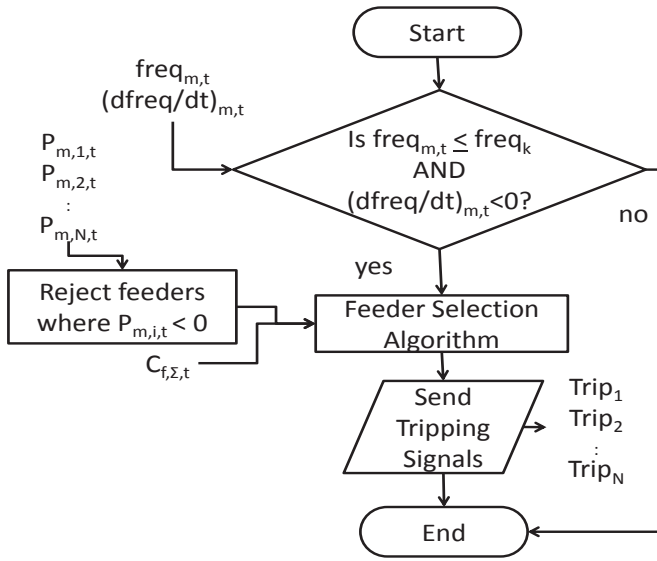 Start
freq_m,t
(dfreq/dt)_m,t
Is freq_m,t ≤ freq_k
AND
(dfreq/dt)_m,t<0?
P_m,1,t
P_m,2,t
:
P_m,N,t
no
yes
Reject feeders
where P_m,i,t < 0
Feeder Selection
Algorithm
C_f,Σ,t
Send
Tripping
Signals
Trip_1
Trip_2
:
Trip_N
End